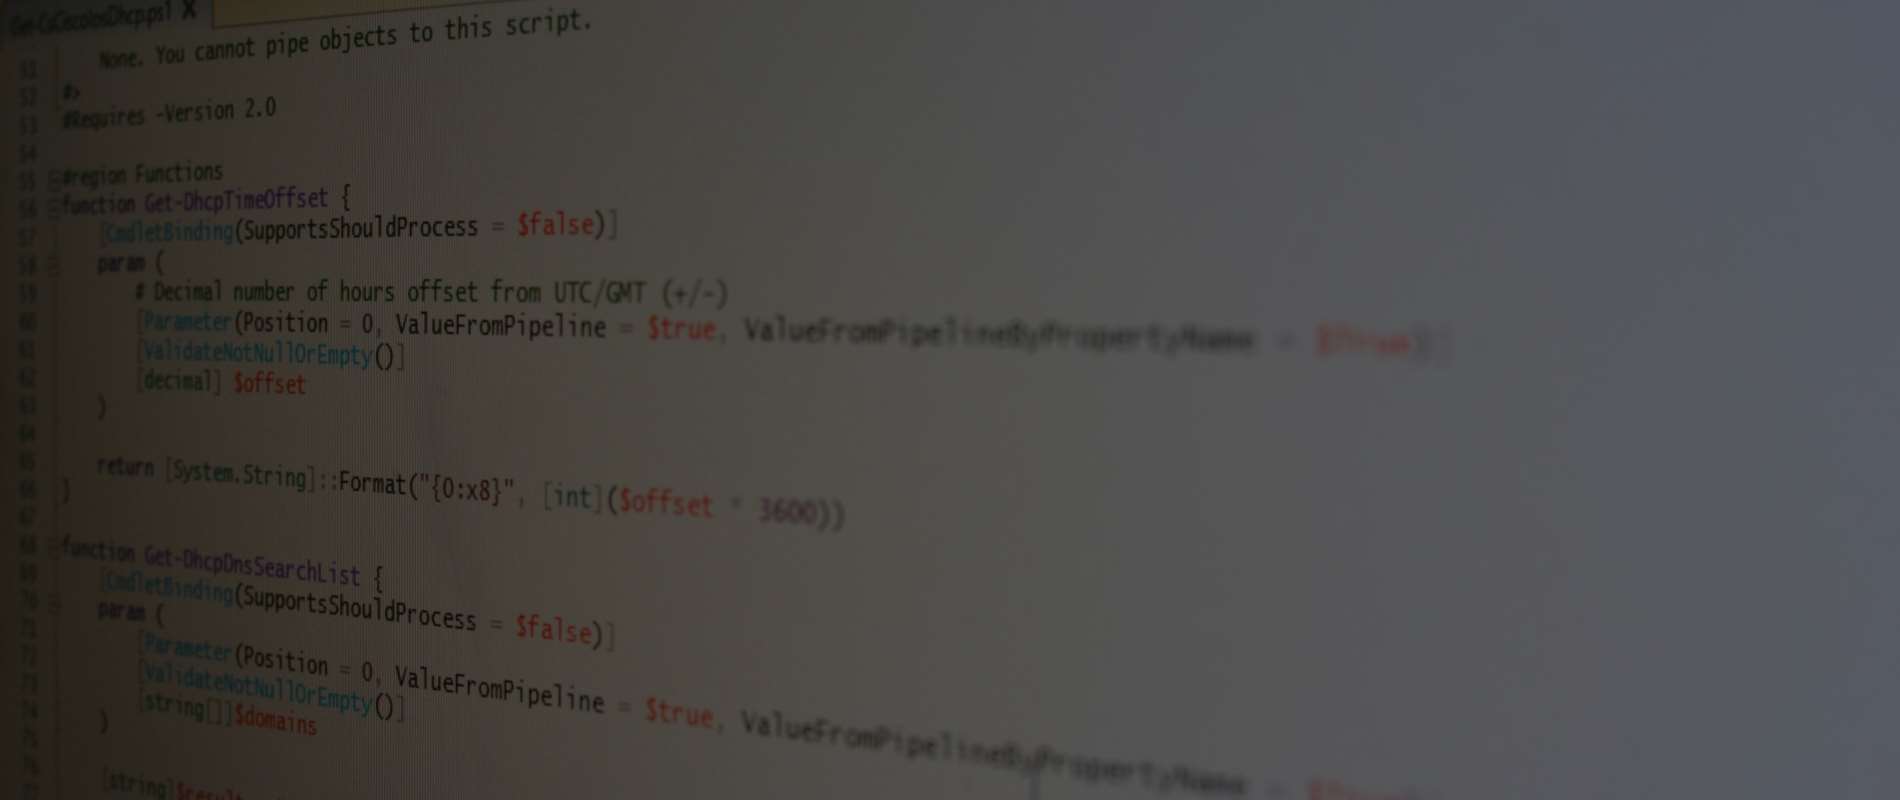 Get-CsCiscoIosDhcp.ps1 X
51 None. You cannot pipe objects to this script.
52 #>
53 #Requires -Version 2.0
54
55 #region Functions
56 function Get-DhcpTimeOffset {
57 [CmdletBinding(SupportsShouldProcess = $false)]
58 param (
59 # Decimal number of hours offset from UTC/GMT (+/-)
60 [Parameter(Position = 0, ValueFromPipeline = $true, ValueFromPipelineByPropertyName = $true)]
61 [ValidateNotNullOrEmpty()]
62 [decimal] $offset
63 )
64
65 return [System.String]::Format("{0:x8}", [int]($offset * 3600))
66 }
67
68 function Get-DhcpDnsSearchList {
69 [CmdletBinding(SupportsShouldProcess = $false)]
70 param (
71 [Parameter(Position = 0, ValueFromPipeline = $true, ValueFromPipelineByPropertyName =
72 [ValidateNotNullOrEmpty()]
73 [string[]]$domains
74 )
75
76
77 [string]$result